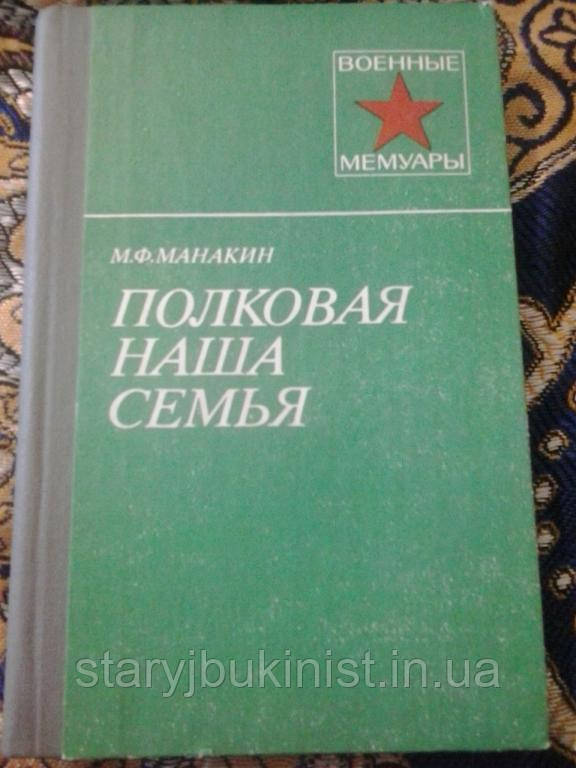 ВОЕННЫЕ
МЕМУАРЫ
М.Ф.МАНАКИН
ПОЛКОВАЯ
НАША
СЕМЬЯ
staryjbukinist.in.ua